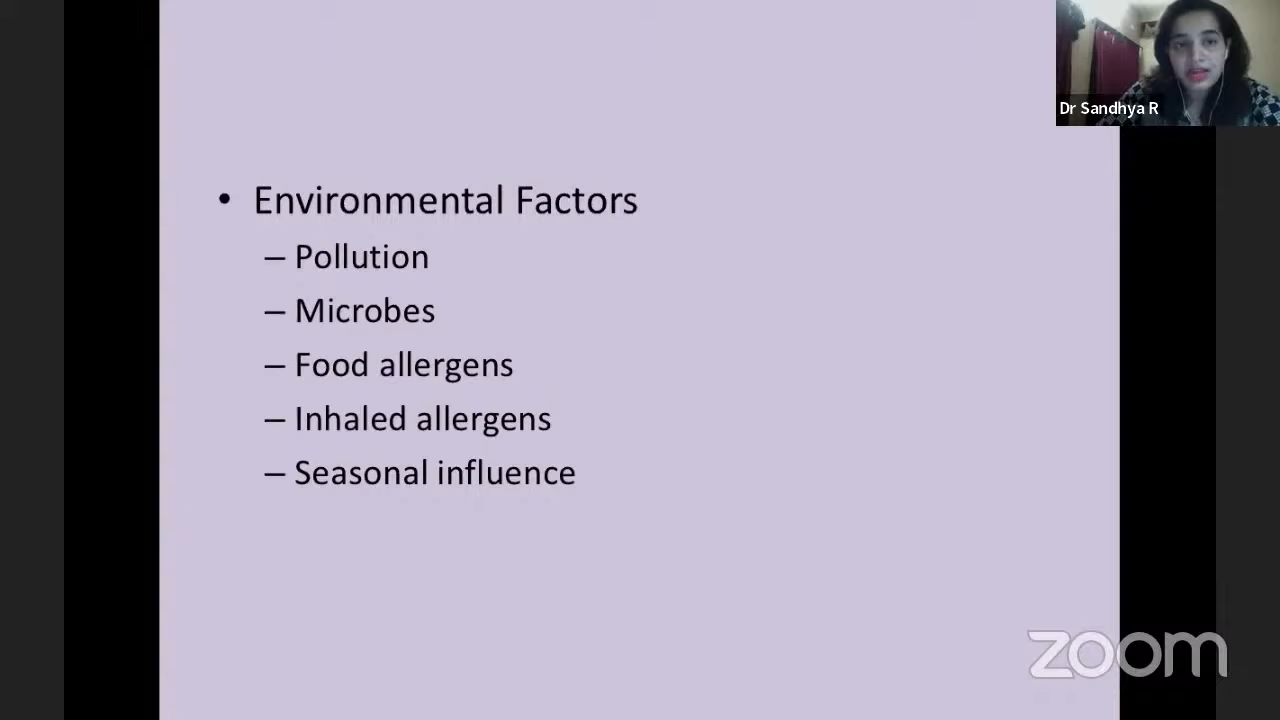 Dr Sandhya R
• Environmental Factors
– Pollution
– Microbes
– Food allergens
– Inhaled allergens
– Seasonal influence
zoom